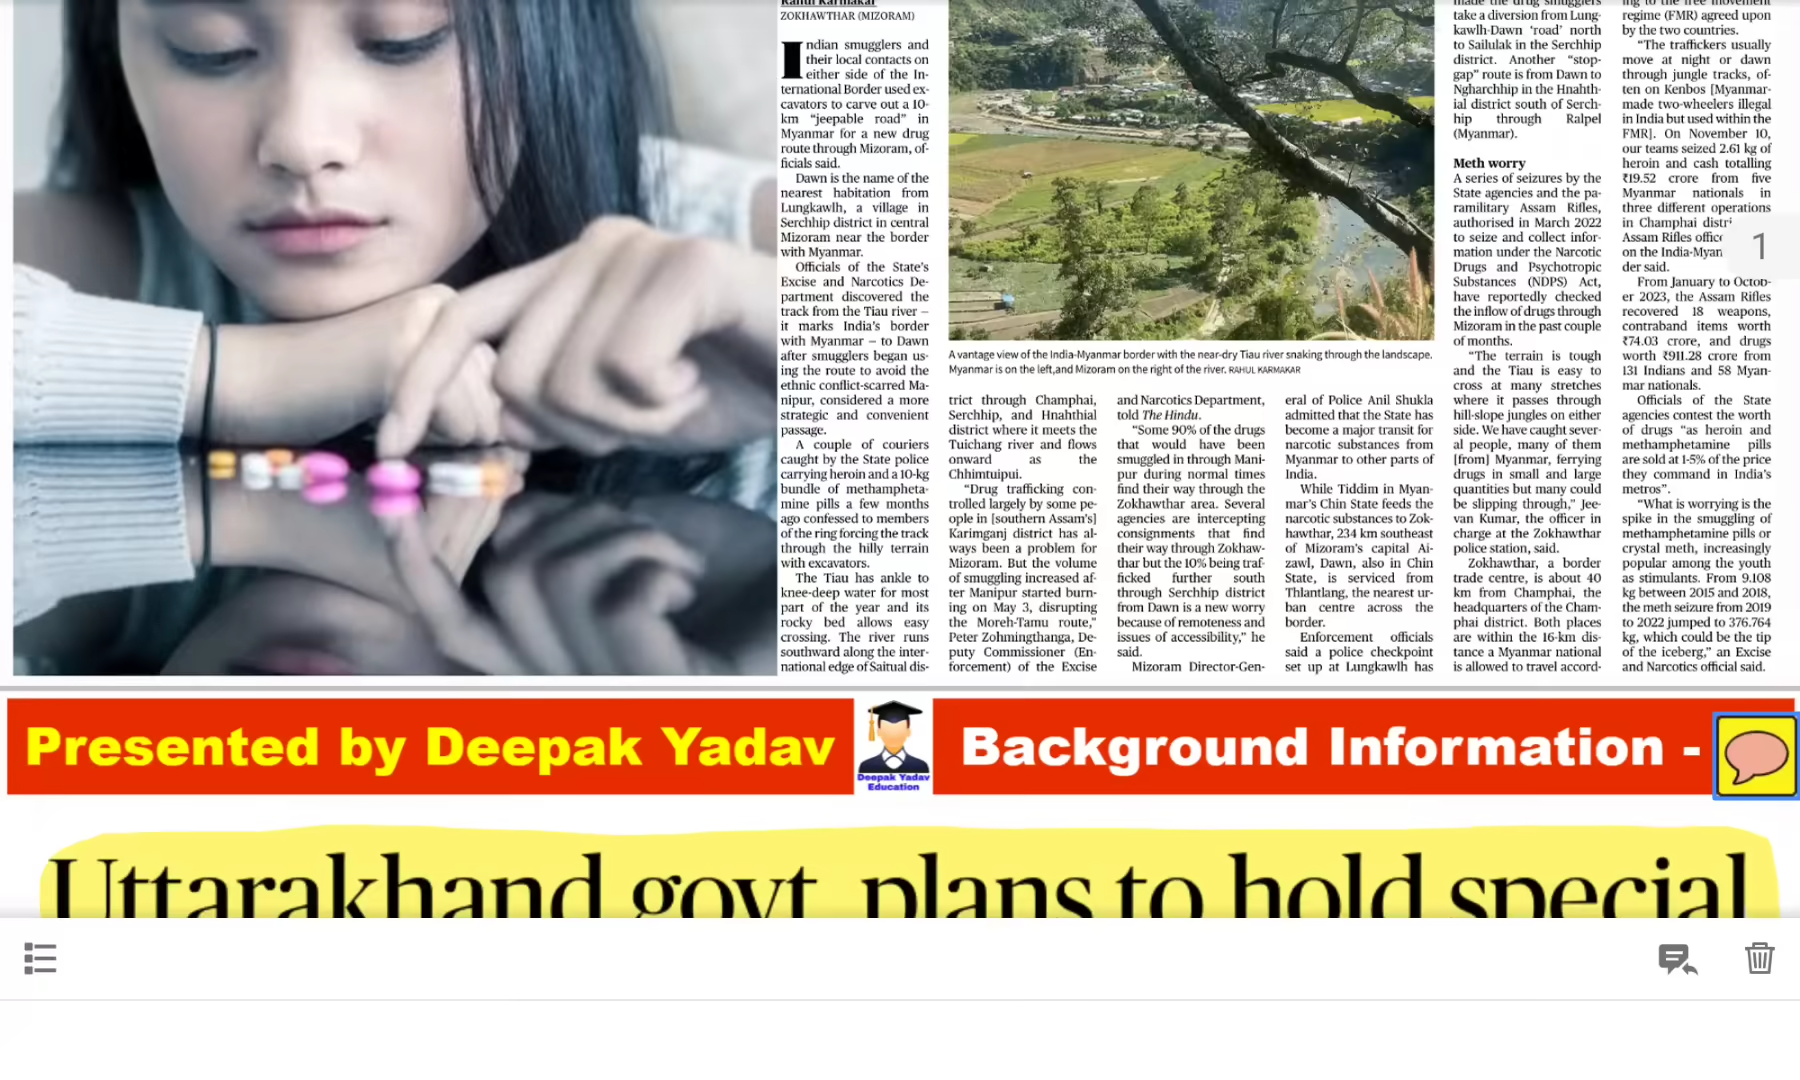 Rahul Karmakar
ZOKHAWTHAR (MIZORAM)
Indian smugglers and
their local contacts on
either side of the In-
ternational Border used ex-
cavators to carve out a 10-
km “jeepable road” in
Myanmar for a new drug
route through Mizoram, of-
ficials said.
Dawn is the name of the
nearest habitation from
Lungkawlh, a village in
Serchhip district in central
Mizoram near the border
with Myanmar.
Officials of the State’s
Excise and Narcotics De-
partment discovered the
track from the Tiau river —
it marks India’s border
with Myanmar — to Dawn
after smugglers began us-
ing the route to avoid the
ethnic conflict-scarred Ma-
nipur, considered a more
strategic and convenient
passage.
A couple of couriers
caught by the State police
carrying heroin and a 10-kg
bundle of methampheta-
mine pills a few months
ago confessed to members
of the ring forcing the track
through the hilly terrain
with excavators.
The Tiau has ankle to
knee-deep water for most
part of the year and its
rocky bed allows easy
crossing. The river runs
southward along the inter-
national edge of Saitual dis-
A vantage view of the India-Myanmar border with the near-dry Tiau river snaking through the landscape.
Myanmar is on the left,and Mizoram on the right of the river. RAHUL KARMAKAR
trict through Champhai,
Serchhip, and Hnahthial
district where it meets the
Tuichang river and flows
onward as the
Chhimtuipui.
“Drug trafficking con-
trolled largely by some peo-
ple in [southern Assam’s]
Karimganj district has al-
ways been a problem for
Mizoram. But the volume
of smuggling increased af-
ter Manipur started burn-
ing on May 3, disrupting
the Moreh-Tamu route,”
Peter Zohmingthanga, De-
puty Commissioner (En-
forcement) of the Excise
and Narcotics Department,
told The Hindu.
“Some 90% of the drugs
that would have been
smuggled in through Mani-
pur during normal times
find their way through the
Zokhawthar area. Several
agencies are intercepting
consignments that find
their way through Zokhaw-
thar but the 10% being traf-
ficked further south
through Serchhip district
from Dawn is a new worry
because of remoteness and
issues of accessibility,” he
said.
Mizoram Director-Gen-
eral of Police Anil Shukla
admitted that the State has
become a major transit for
narcotic substances from
Myanmar to other parts of
India.
While Tiddim in Myan-
mar’s Chin State feeds the
narcotic substances to Zok-
hawthar, 234 km southeast
of Mizoram’s capital Ai-
zawl, Dawn, also in Chin
State, is serviced from
Thlantlang, the nearest ur-
ban centre across the
border.
Enforcement officials
said a police checkpoint
set up at Lungkawlh has
made the drug smugglers
take a diversion from Lung-
kawlh-Dawn ‘road’ north
to Sailulak in the Serchhip
district. Another “stop-
gap” route is from Dawn to
Ngharchhip in the Hnahth-
ial district south of Serch-
hip through Ralpel
(Myanmar).
Meth worry
A series of seizures by the
State agencies and the pa-
ramilitary Assam Rifles,
authorised in March 2022
to seize and collect infor-
mation under the Narcotic
Drugs and Psychotropic
Substances (NDPS) Act,
have reportedly checked
the inflow of drugs through
Mizoram in the past couple
of months.
“The terrain is tough
and the Tiau is easy to
cross at many stretches
where it passes through
hill-slope jungles on either
side. We have caught sever-
al people, many of them
[from] Myanmar, ferrying
drugs in small and large
quantities but many could
be slipping through,” Jee-
van Kumar, the officer in
charge at the Zokhawthar
police station, said.
Zokhawthar, a border
trade centre, is about 40
km from Champhai, the
headquarters of the Cham-
phai district. Both places
are within the 16-km dis-
tance a Myanmar national
is allowed to travel accord-
ing to the free movement
regime (FMR) agreed upon
by the two countries.
“The traffickers usually
move at night or dawn
through jungle tracks, of-
ten on Kenbos [Myanmar-
made two-wheelers illegal
in India but used within the
FMR]. On November 10,
our teams seized 2.61 kg of
heroin and cash totalling
₹19.52 crore from five
Myanmar nationals in
three different operations
in Champhai distri
Assam Rifles office
on the India-Myan
der said.
From January to Octob-
er 2023, the Assam Rifles
recovered 18 weapons,
contraband items worth
₹74.03 crore, and drugs
worth ₹911.28 crore from
131 Indians and 58 Myan-
mar nationals.
Officials of the State
agencies contest the worth
of drugs “as heroin and
methamphetamine pills
are sold at 1-5% of the price
they command in India’s
metros”.
“What is worrying is the
spike in the smuggling of
methamphetamine pills or
crystal meth, increasingly
popular among the youth
as stimulants. From 9.108
kg between 2015 and 2018,
the meth seizure from 2019
to 2022 jumped to 376.764
kg, which could be the tip
of the iceberg,” an Excise
and Narcotics official said.
1
Presented by Deepak Yadav
Deepak Yadav
Education
Background Information -
Uttarakhand govt. plans to hold special